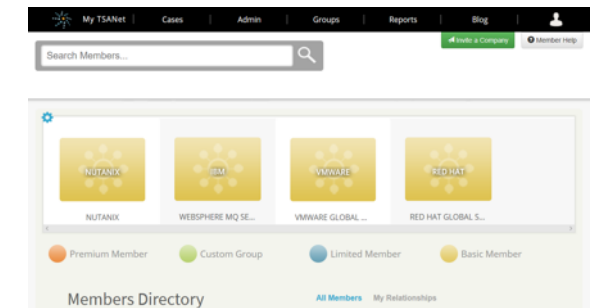 My TSANet Cases Admin Groups Reports Blog
Invite a Company Member Help
Search Members...
NUTANIX IBM VMWARE RED HAT
NUTANIX WEBSPHERE MQ SE... VMWARE GLOBAL ... RED HAT GLOBAL S...
Premium Member Custom Group Limited Member Basic Member
Members Directory All Members My Relationships